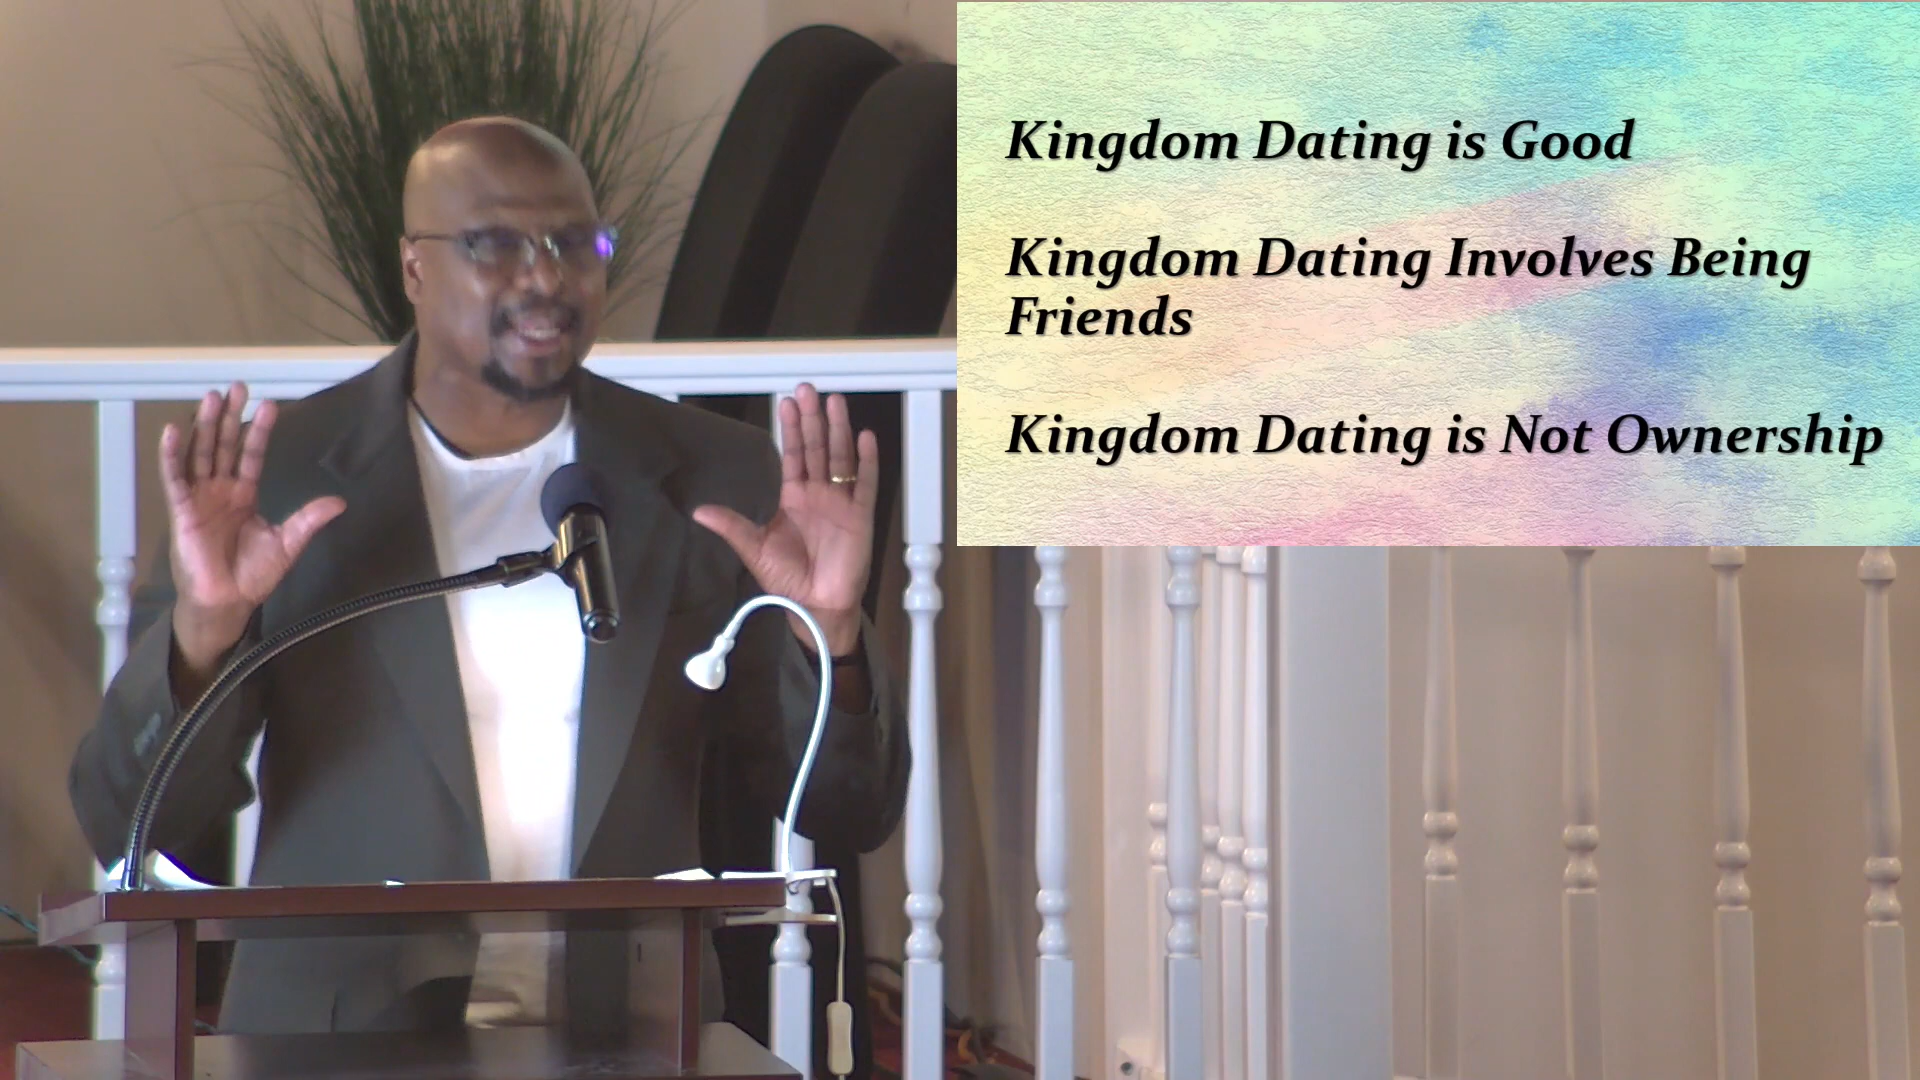 Kingdom Dating is Good
Kingdom Dating Involves Being
Friends
Kingdom Dating is Not Ownership